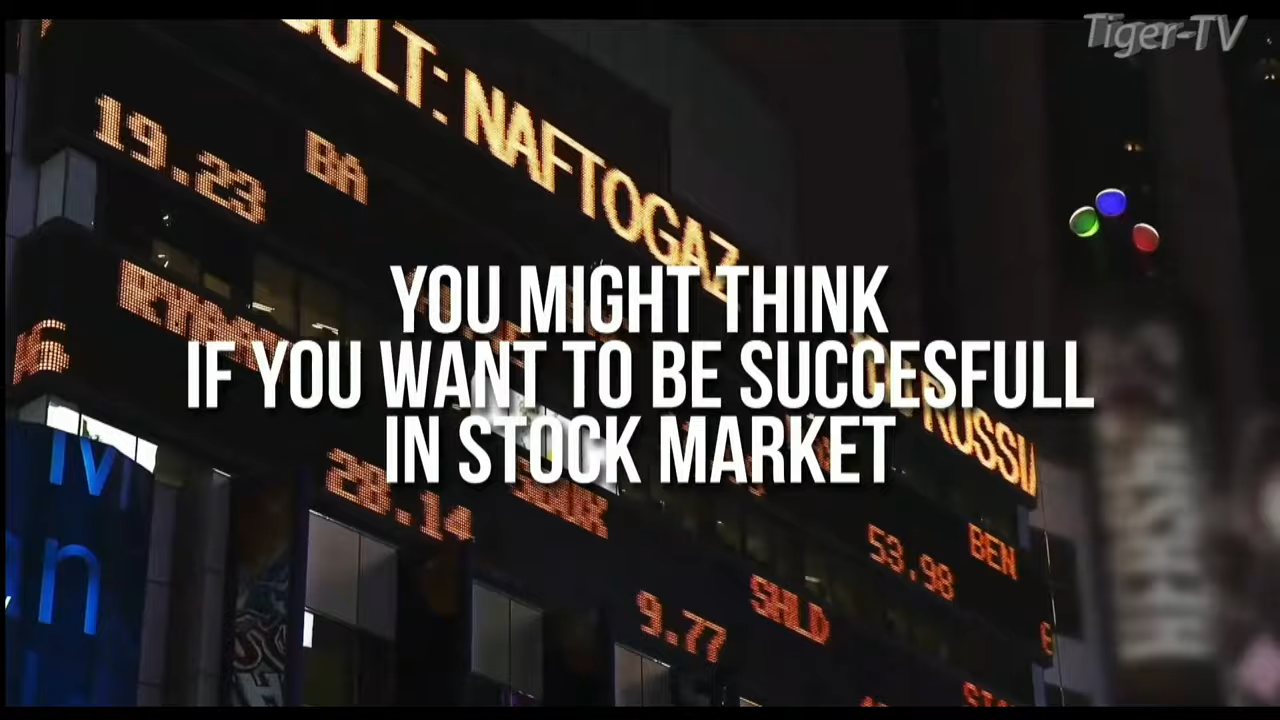 Tiger-TV
OLT: NAFTOGAZ
19.23
BA
YOU MIGHT THINK
IF YOU WANT TO BE SUCCESFULL
IN STOCK MARKET
28.14
53.98
BEN
SHLD
9.77